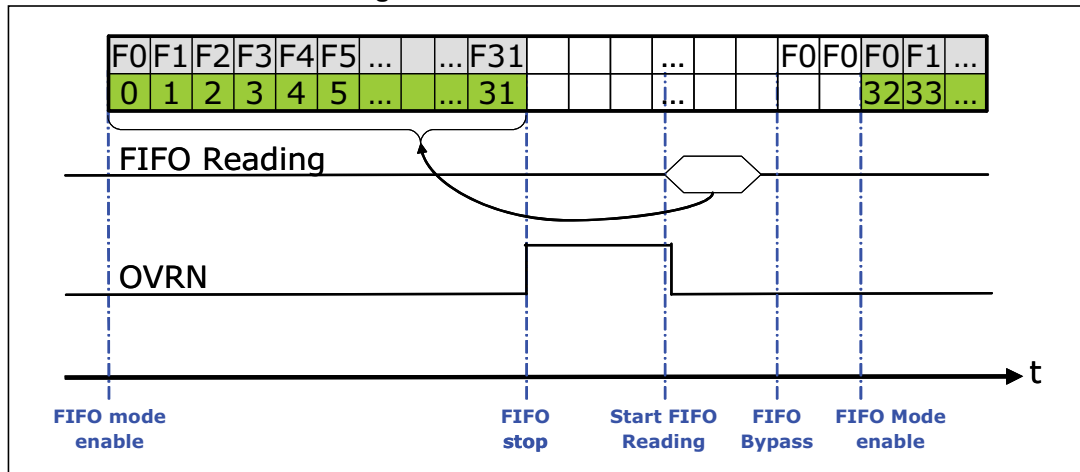 F0 F1 F2 F3 F4 F5 ... ... F31 ... F0 F0 F0 F1 ...
0 1 2 3 4 5 ... ... 31 ... 32 33 ...
FIFO Reading
OVRN
t
FIFO mode enable
FIFO stop
Start FIFO Reading
FIFO Bypass
FIFO Mode enable